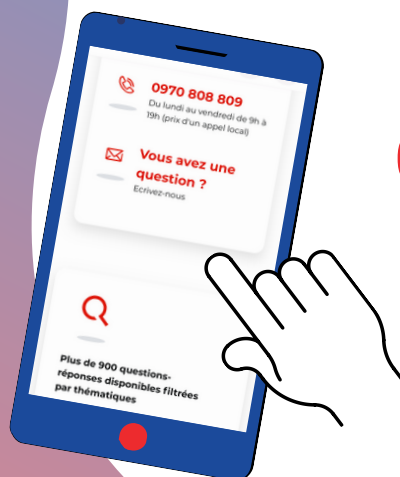 0970 808 809
Du lundi au vendredi de 9h à
19h (prix d'un appel local)
Vous avez une
question ?
Ecrivez-nous
Plus de 900 questions-
réponses disponibles filtrées
par thématiques